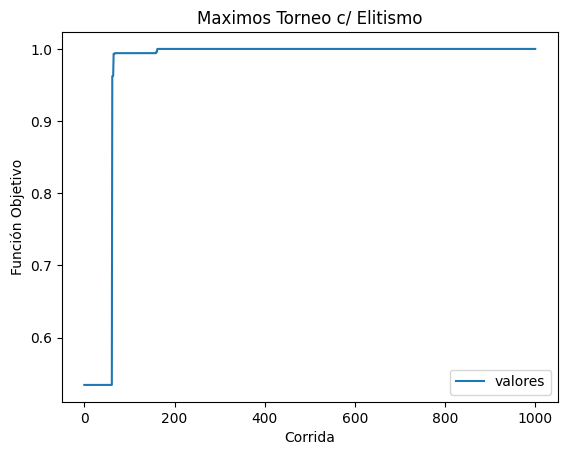 Maximos Torneo c/ Elitismo
1.0
0.9
0.8
0.7
0.6
Función Objetivo
0
200
400
600
800
1000
Corrida
valores